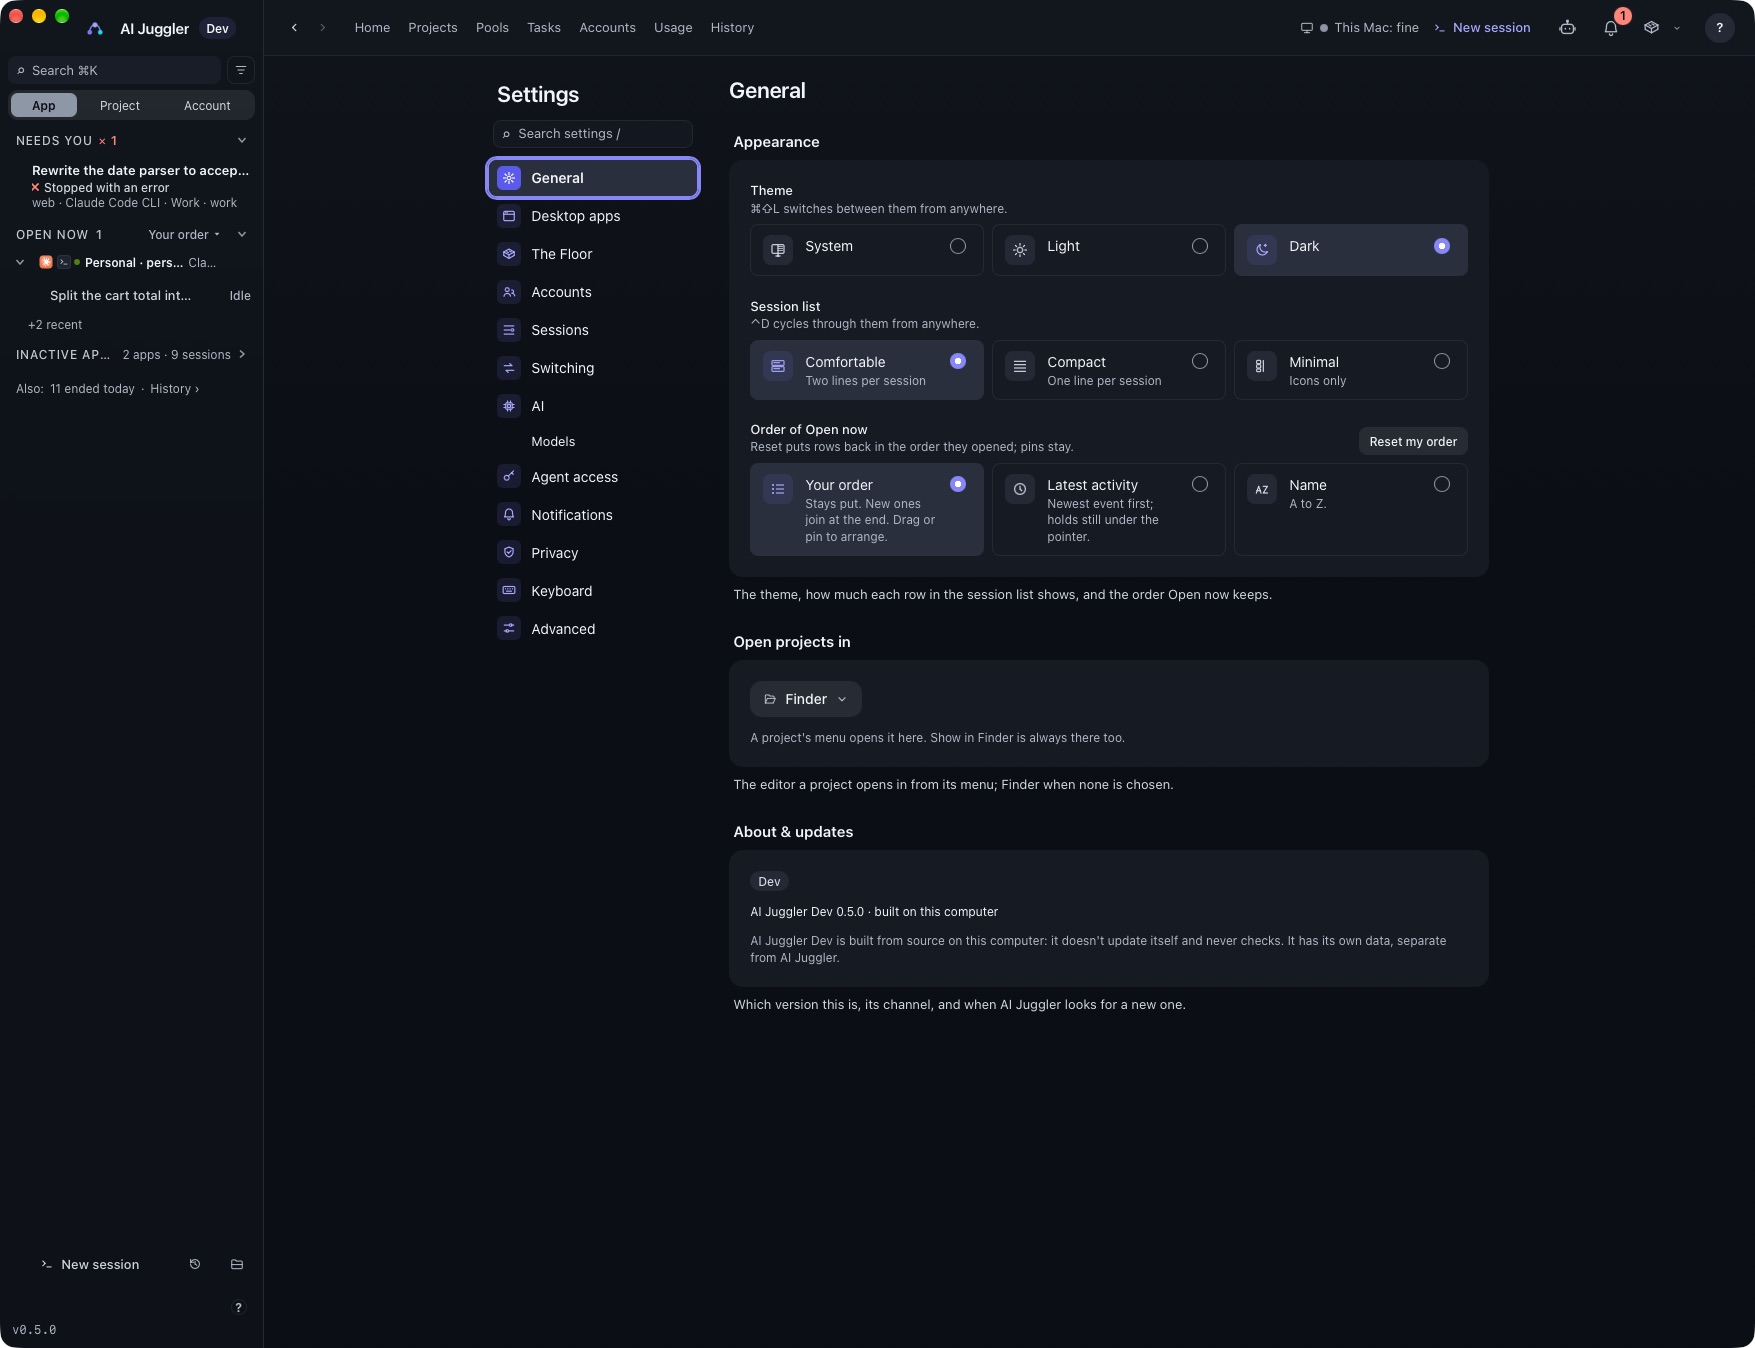 AI Juggler Dev
Search ⌘K
App Project Account
NEEDS YOU × 1
Rewrite the date parser to accep...
× Stopped with an error
web · Claude Code CLI · Work · work
OPEN NOW 1 Your order
Personal · pers... Cla...
Split the cart total int... Idle
+2 recent
INACTIVE AP... 2 apps · 9 sessions
Also: 11 ended today · History ›
New session
?
v0.5.0
Home Projects Pools Tasks Accounts Usage History
This Mac: fine New session 1 ?
Settings
Search settings /
General
Desktop apps
The Floor
Accounts
Sessions
Switching
AI
Models
Agent access
Notifications
Privacy
Keyboard
Advanced
General
Appearance
Theme
⌘⇧L switches between them from anywhere.
System Light Dark
Session list
^D cycles through them from anywhere.
Comfortable
Two lines per session
Compact
One line per session
Minimal
Icons only
Order of Open now
Reset puts rows back in the order they opened; pins stay.
Reset my order
Your order
Stays put. New ones
join at the end. Drag or
pin to arrange.
Latest activity
Newest event first;
holds still under the
pointer.
AZ Name
A to Z.
The theme, how much each row in the session list shows, and the order Open now keeps.
Open projects in
Finder
A project's menu opens it here. Show in Finder is always there too.
The editor a project opens in from its menu; Finder when none is chosen.
About & updates
Dev
AI Juggler Dev 0.5.0 · built on this computer
AI Juggler Dev is built from source on this computer: it doesn't update itself and never checks. It has its own data, separate
from AI Juggler.
Which version this is, its channel, and when AI Juggler looks for a new one.